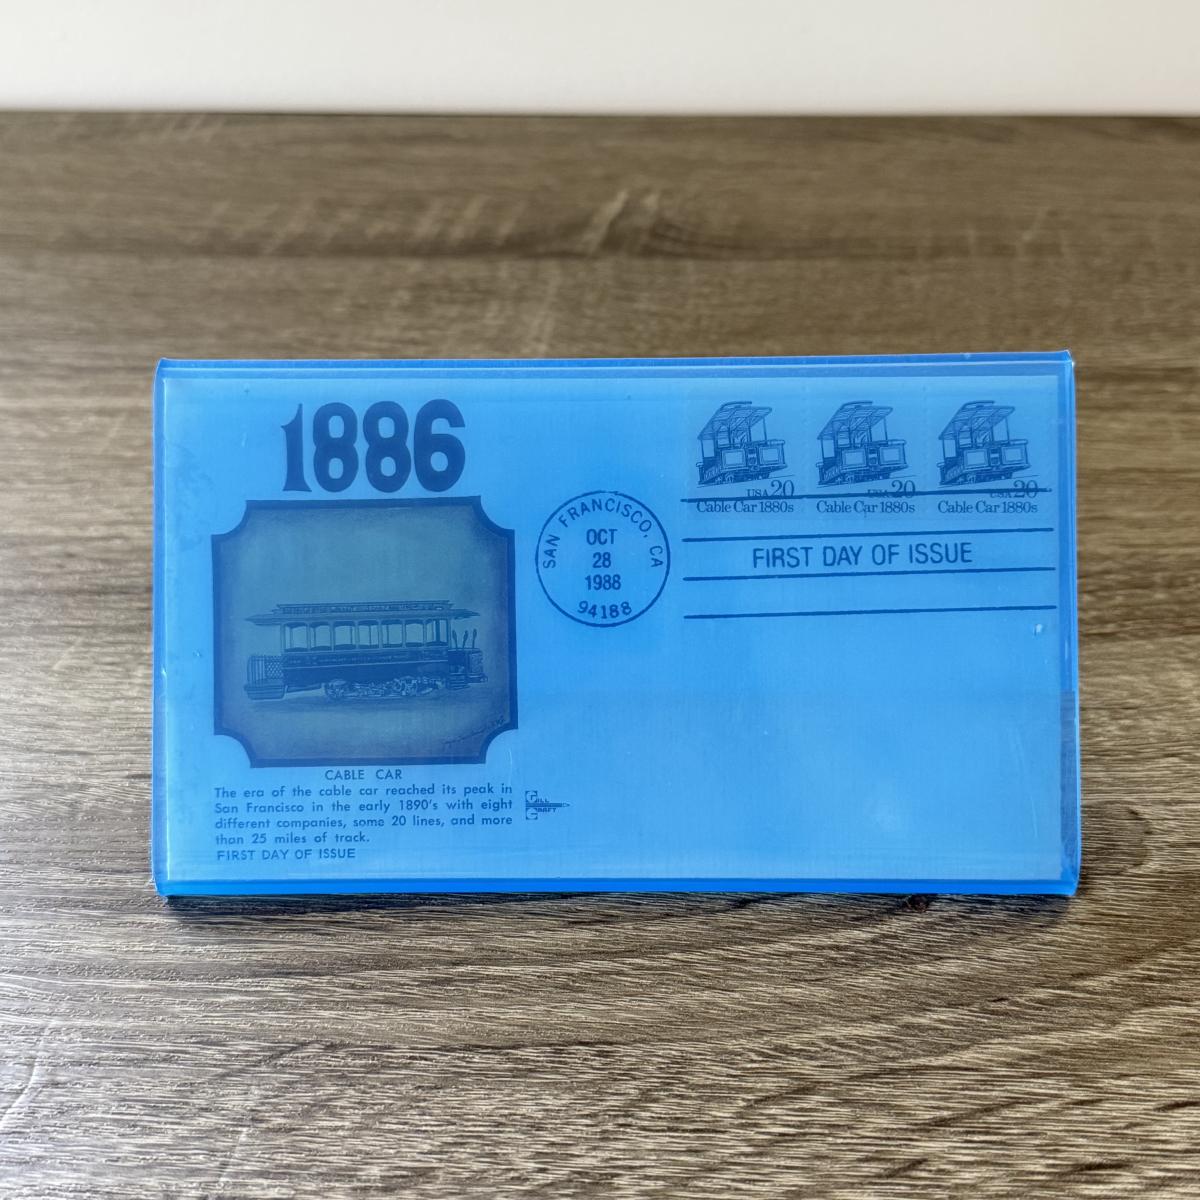 1886
USA 20
Cable Car 1880s
USA 20
Cable Car 1880s
USA 20
Cable Car 1880s
SAN FRANCISCO, CA
OCT
28
1988
94188
FIRST DAY OF ISSUE
CABLE CAR
The era of the cable car reached its peak in
San Francisco in the early 1890's with eight
different companies, some 20 lines, and more
than 25 miles of track.
FIRST DAY OF ISSUE
GILL
CRAFT